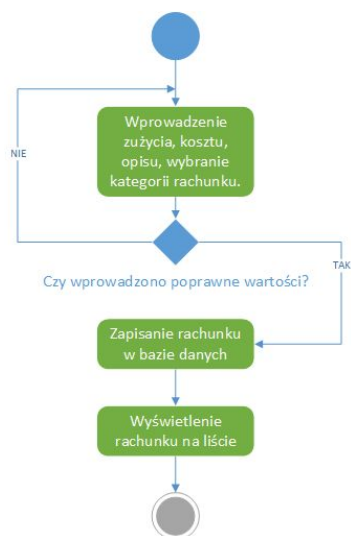 Wprowadzenie
zużycia, kosztu,
opisu, wybranie
kategorii rachunku.
NIE
Czy wprowadzono poprawne wartości?
TAK
Zapisanie rachunku
w bazie danych
Wyświetlenie
rachunku na liście